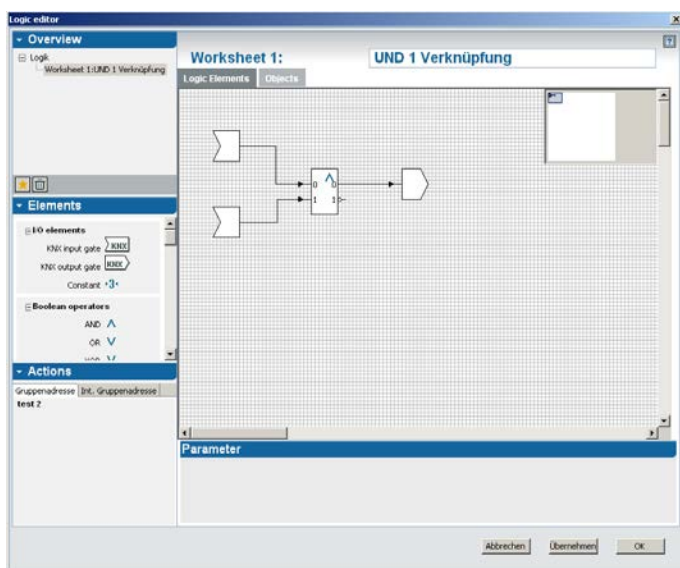 Logic editor
Overview
Logik
Worksheet 1:UND 1 Verknüpfung
Worksheet 1:
UND 1 Verknüpfung
Logic Elements
Objects
Elements
I/O elements
KNX input gate KNX
KNX output gate KNX
Constant 3
Boolean operators
AND
OR
0 0
1 1
Actions
Gruppenadresse
Int. Gruppenadresse
test 2
Parameter
Abbrechen
Übernehmen
OK